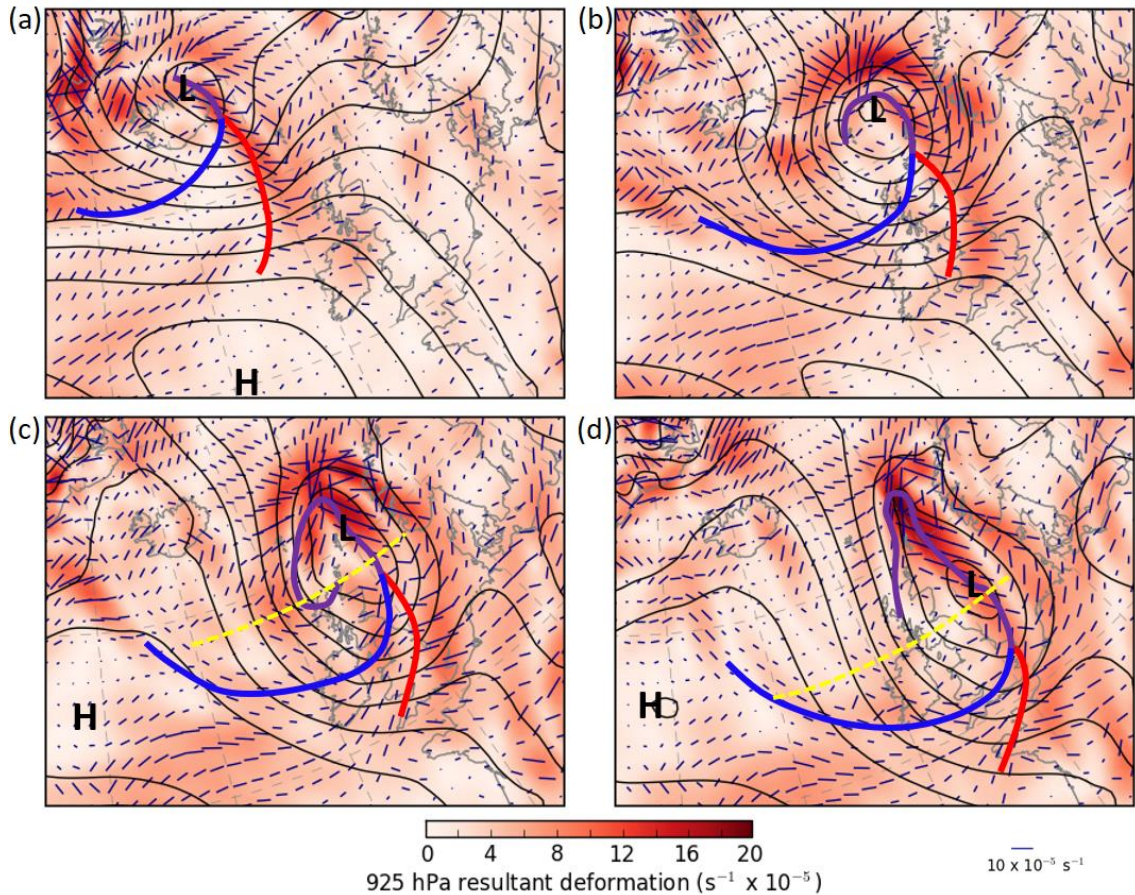 (a)
L
H
(b)
L
(c)
L
H
(d)
L
H
0 4 8 12 16 20
925 hPa resultant deformation (s⁻¹ x 10⁻⁵)
10 x 10⁻⁵ s⁻¹